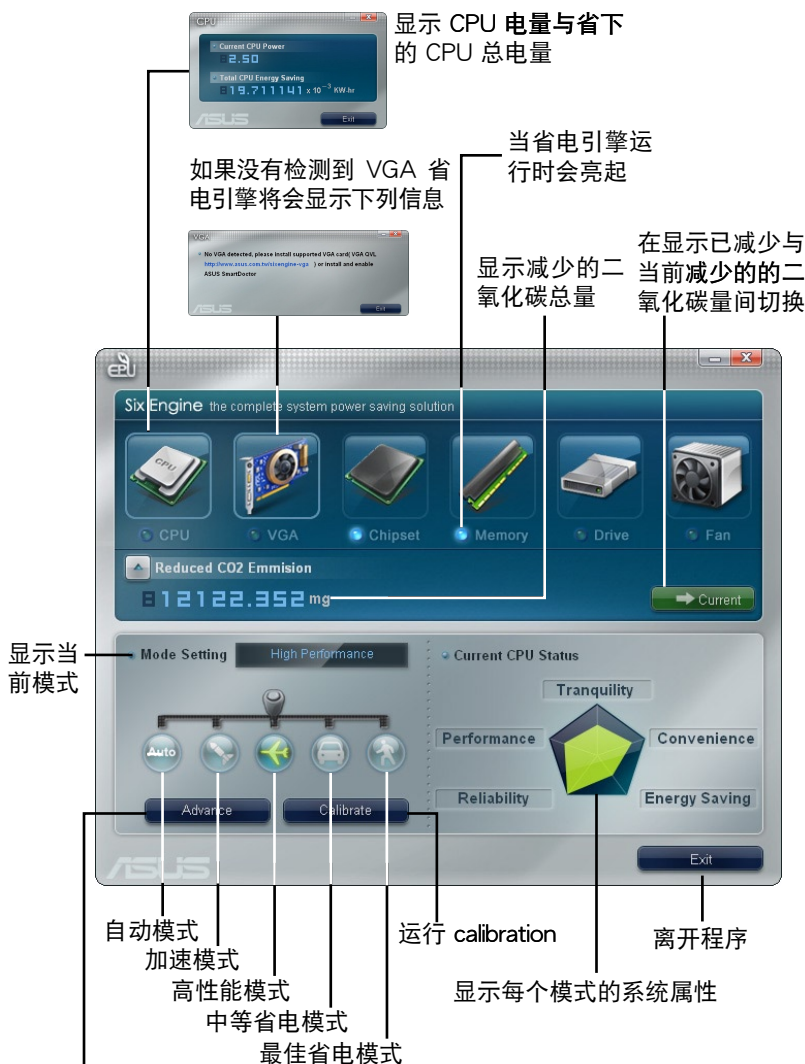 CPU
Current CPU Power
2.50
Total CPU Energy Saving
19.711141 x 10⁻³ KW-hr
ASUS
Exit
显示 CPU 电量与省下
的 CPU 总电量
如果没有检测到 VGA 省
电引擎将会显示下列信息
当省电引擎运
行时会亮起
VGA
No VGA detected, please install supported VGA card( VGA QVL
http://www.asus.com.tw/sixengine-vga ) or install and enable
ASUS SmartDoctor
ASUS
Exit
显示减少的二
氧化碳总量
在显示已减少与
当前减少的的二
氧化碳量间切换
EPU
Six Engine the complete system power saving solution
CPU
CPU
VGA
Chipset
Memory
Drive
Fan
Reduced CO2 Emmision
12122.352 mg
Current
显示当
前模式
Mode Setting
High Performance
Current CPU Status
Tranquility
Performance
Convenience
Reliability
Energy Saving
Auto
Advance
Calibrate
ASUS
Exit
自动模式
加速模式
高性能模式
中等省电模式
最佳省电模式
运行 calibration
离开程序
显示每个模式的系统属性